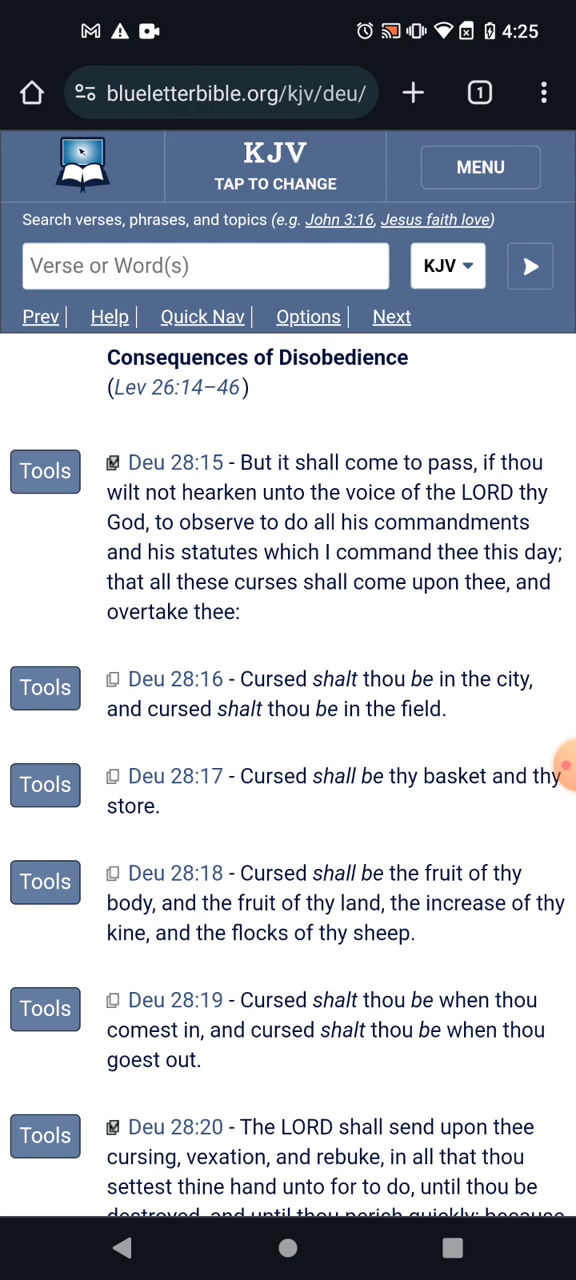 4:25
blueletterbible.org/kjv/deu/
1
KJV
TAP TO CHANGE
MENU
Search verses, phrases, and topics (e.g. John 3:16, Jesus faith love)
Verse or Word(s)
KJV
Prev | Help | Quick Nav | Options | Next
Consequences of Disobedience
(Lev 26:14–46)
Tools
Deu 28:15 - But it shall come to pass, if thou
wilt not hearken unto the voice of the LORD thy
God, to observe to do all his commandments
and his statutes which I command thee this day;
that all these curses shall come upon thee, and
overtake thee:
Tools
Deu 28:16 - Cursed shalt thou be in the city,
and cursed shalt thou be in the field.
Tools
Deu 28:17 - Cursed shall be thy basket and thy
store.
Tools
Deu 28:18 - Cursed shall be the fruit of thy
body, and the fruit of thy land, the increase of thy
kine, and the flocks of thy sheep.
Tools
Deu 28:19 - Cursed shalt thou be when thou
comest in, and cursed shalt thou be when thou
goest out.
Tools
Deu 28:20 - The LORD shall send upon thee
cursing, vexation, and rebuke, in all that thou
settest thine hand unto for to do, until thou be
destroyed, and until thou perish quickly; because